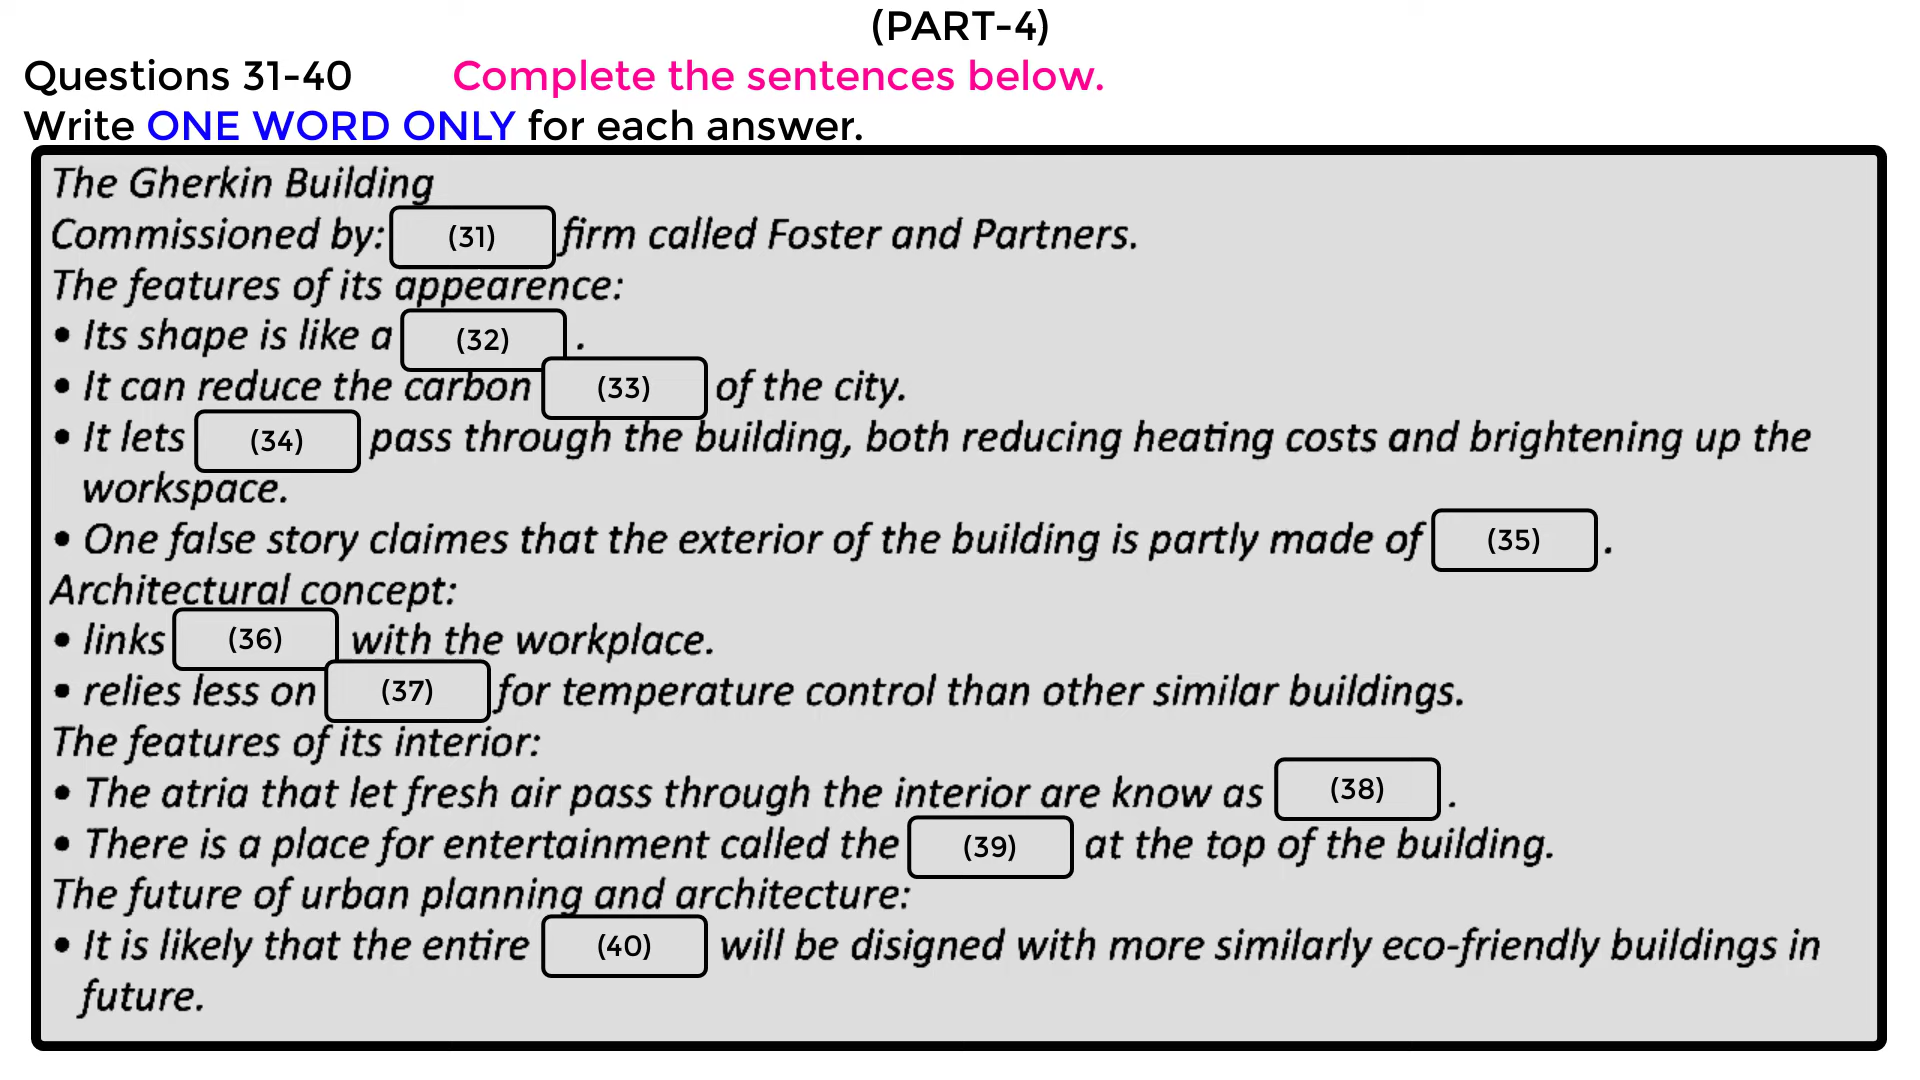 (PART-4)
Questions 31-40 Complete the sentences below.
Write ONE WORD ONLY for each answer.
The Gherkin Building
Commissioned by: (31) firm called Foster and Partners.
The features of its appearence:
• Its shape is like a (32) .
• It can reduce the carbon (33) of the city.
• It lets (34) pass through the building, both reducing heating costs and brightening up the
workspace.
• One false story claimes that the exterior of the building is partly made of (35) .
Architectural concept:
• links (36) with the workplace.
• relies less on (37) for temperature control than other similar buildings.
The features of its interior:
• The atria that let fresh air pass through the interior are know as (38) .
• There is a place for entertainment called the (39) at the top of the building.
The future of urban planning and architecture:
• It is likely that the entire (40) will be disigned with more similarly eco-friendly buildings in
future.